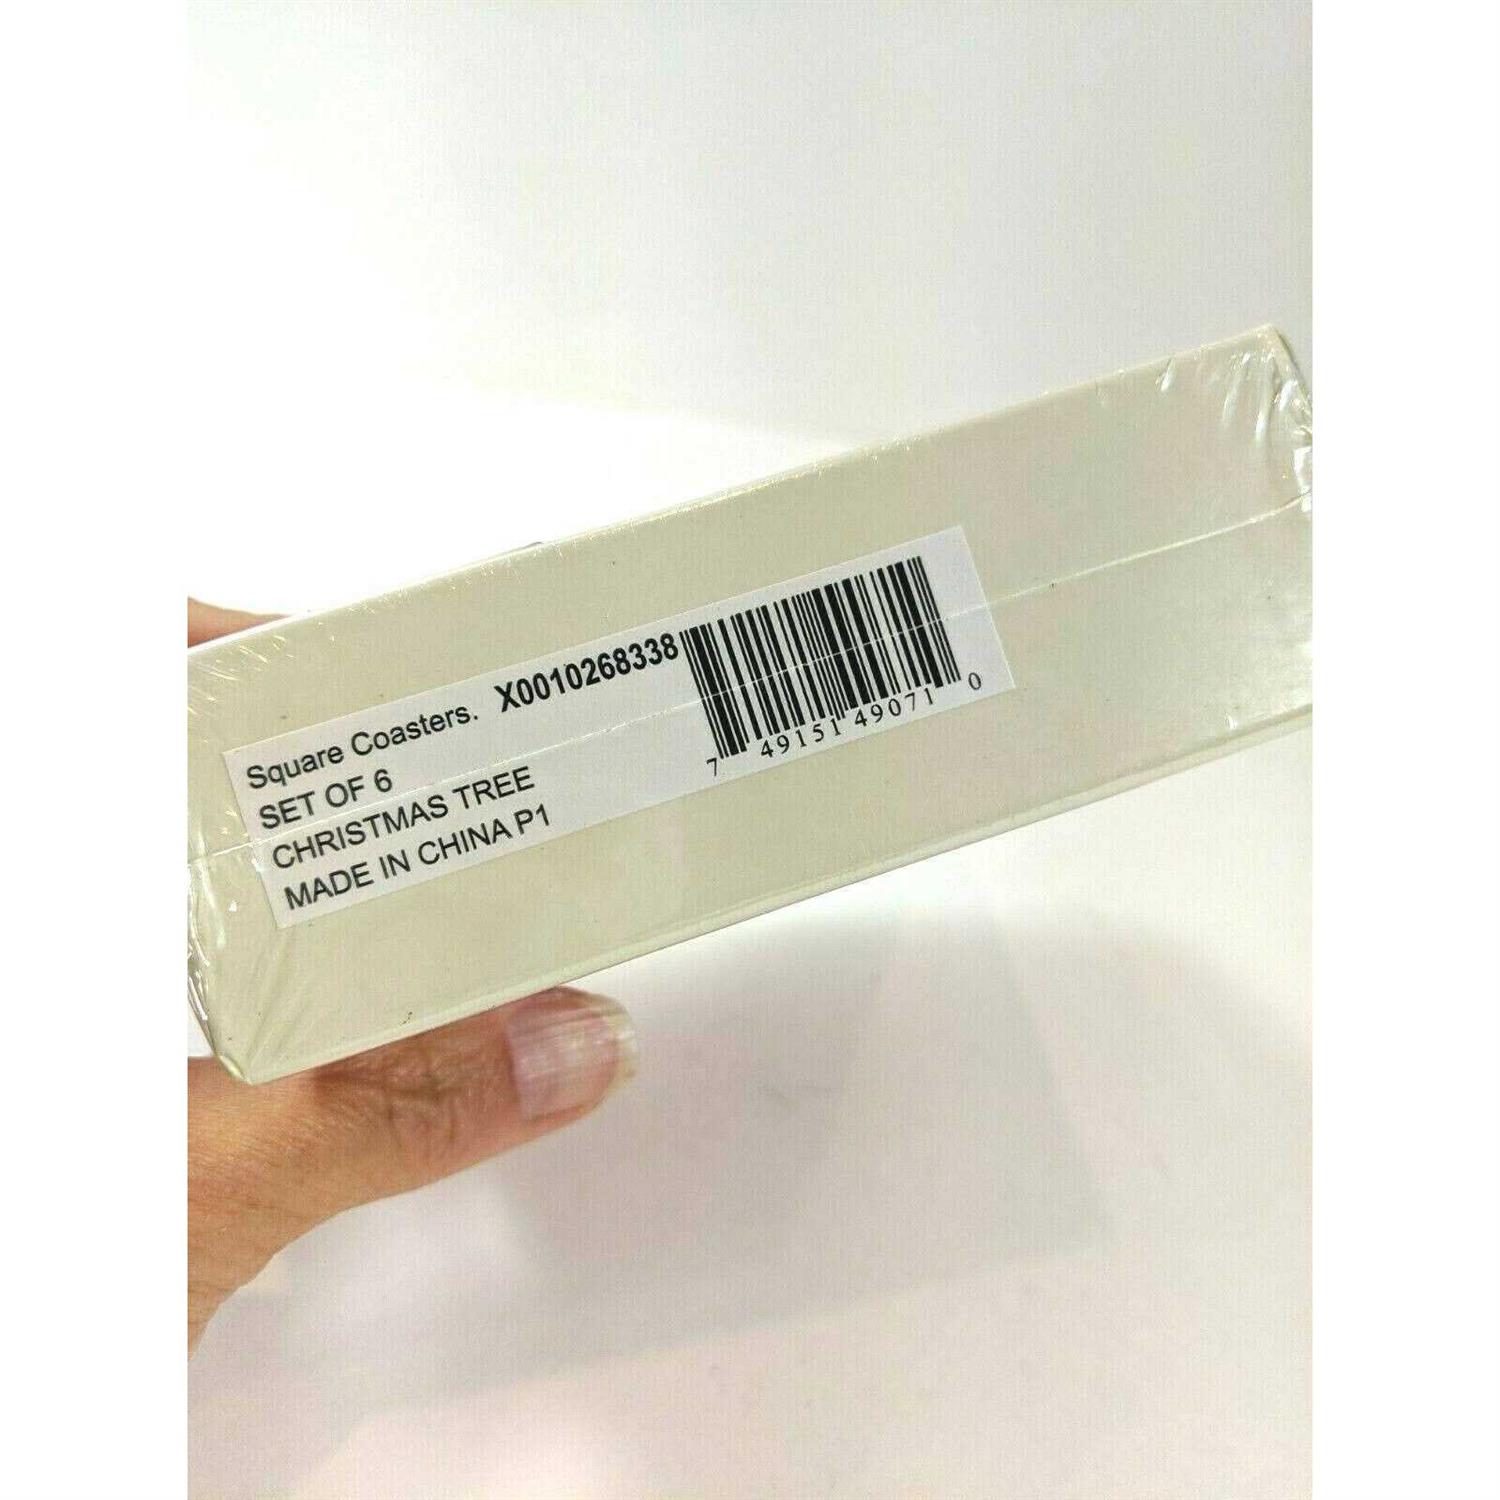 Square Coasters. X0010268338
SET OF 6
CHRISTMAS TREE
MADE IN CHINA P1
7 49151 49071 0